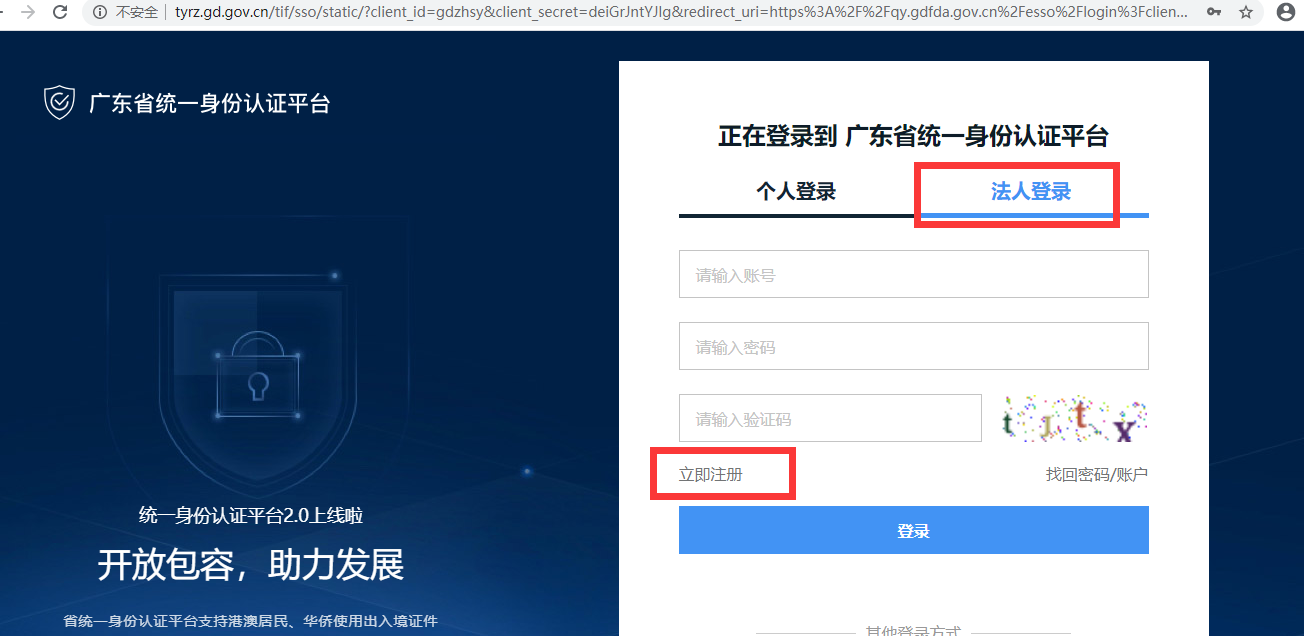 不安全 tyrz.gd.gov.cn/tif/sso/static/?client_id=gdzhsy&client_secret=deiGrJntYJIg&redirect_uri=https%3A%2F%2Fqy.gdfda.gov.cn%2Fesso%2Flogin%3Fclien...
广东省统一身份认证平台
正在登录到 广东省统一身份认证平台
个人登录 法人登录
请输入账号
请输入密码
请输入验证码 t j t x
立即注册 找回密码/账户
登录
统一身份认证平台2.0上线啦
开放包容，助力发展
省统一身份认证平台支持港澳居民、华侨使用出入境证件
其他登录方式